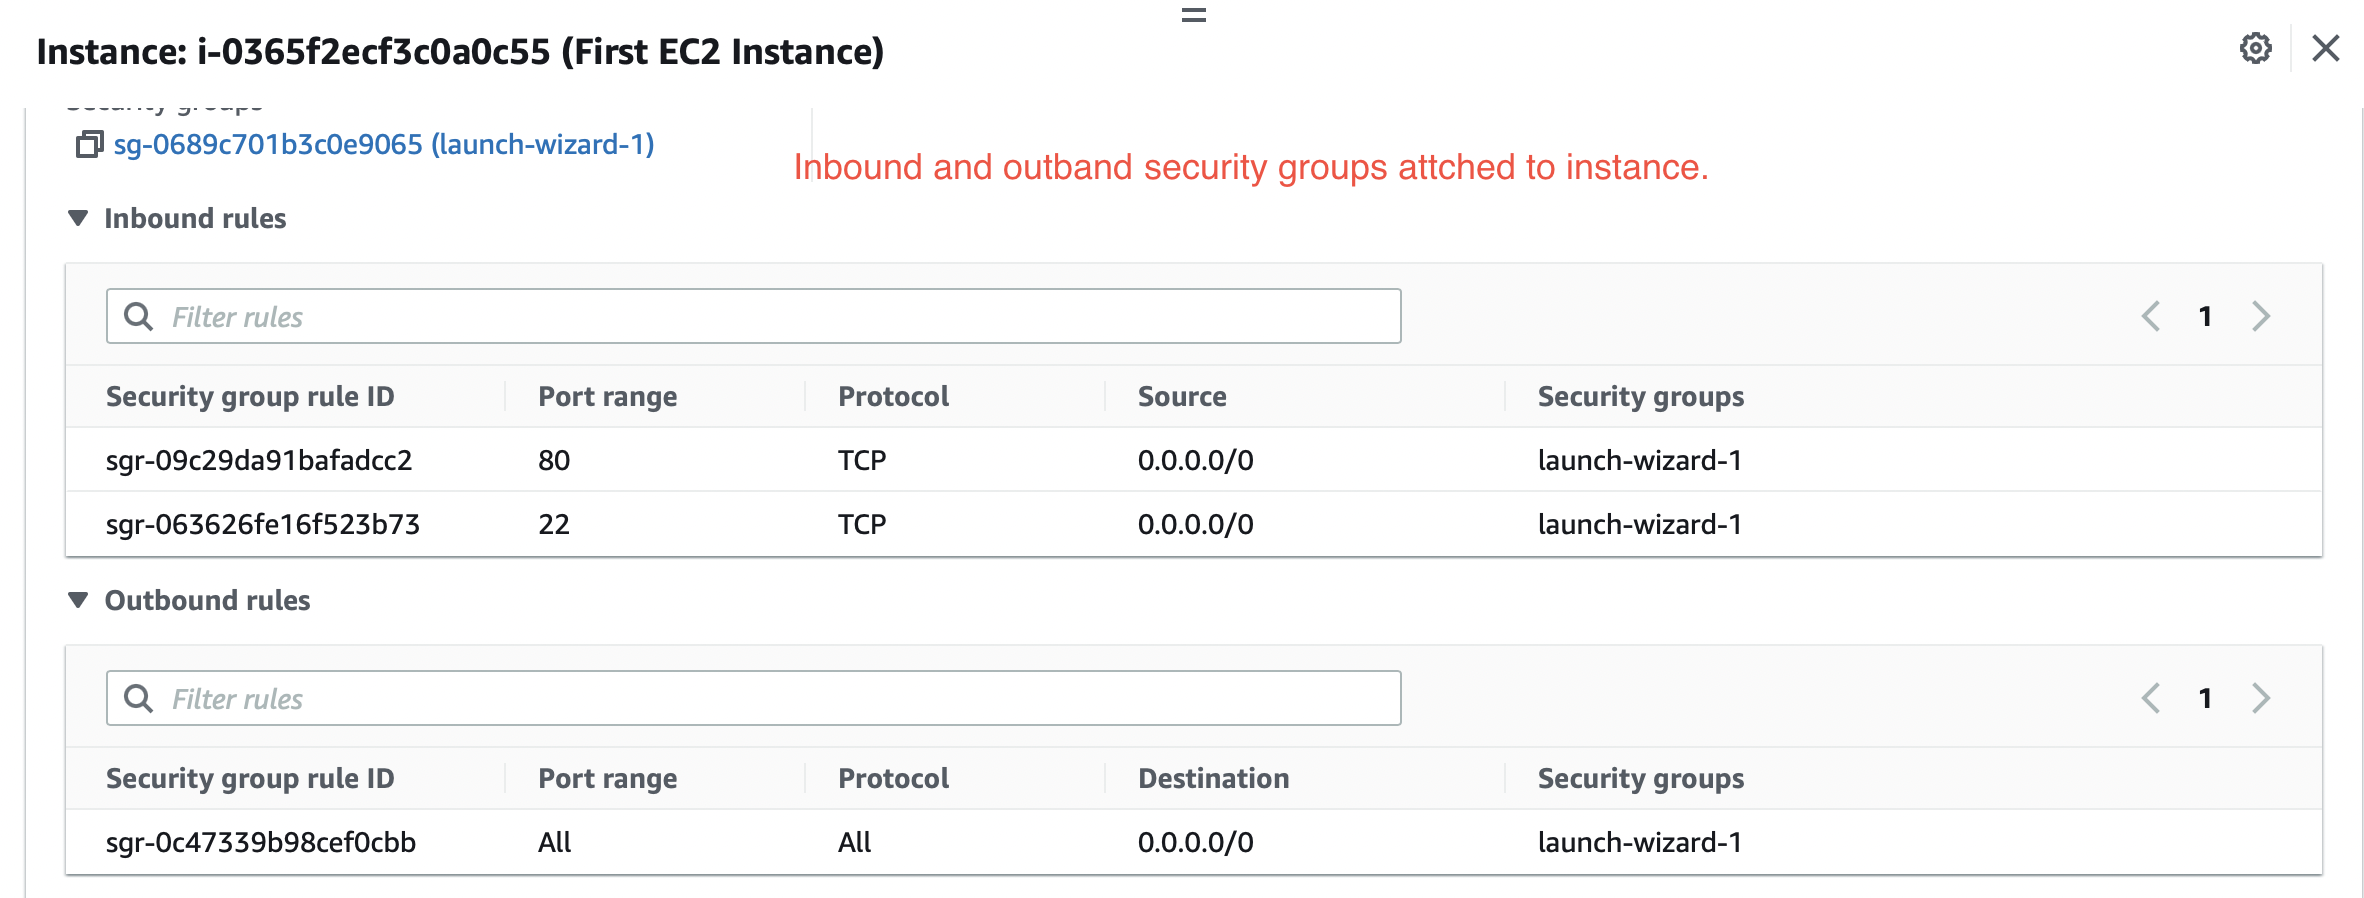 Instance: i-0365f2ecf3c0a0c55 (First EC2 Instance)
Security groups
sg-0689c701b3c0e9065 (launch-wizard-1)
Inbound and outband security groups attched to instance.
Inbound rules
Filter rules
1
Security group rule ID Port range Protocol Source Security groups
sgr-09c29da91bafadcc2 80 TCP 0.0.0.0/0 launch-wizard-1
sgr-063626fe16f523b73 22 TCP 0.0.0.0/0 launch-wizard-1
Outbound rules
Filter rules
1
Security group rule ID Port range Protocol Destination Security groups
sgr-0c47339b98cef0cbb All All 0.0.0.0/0 launch-wizard-1